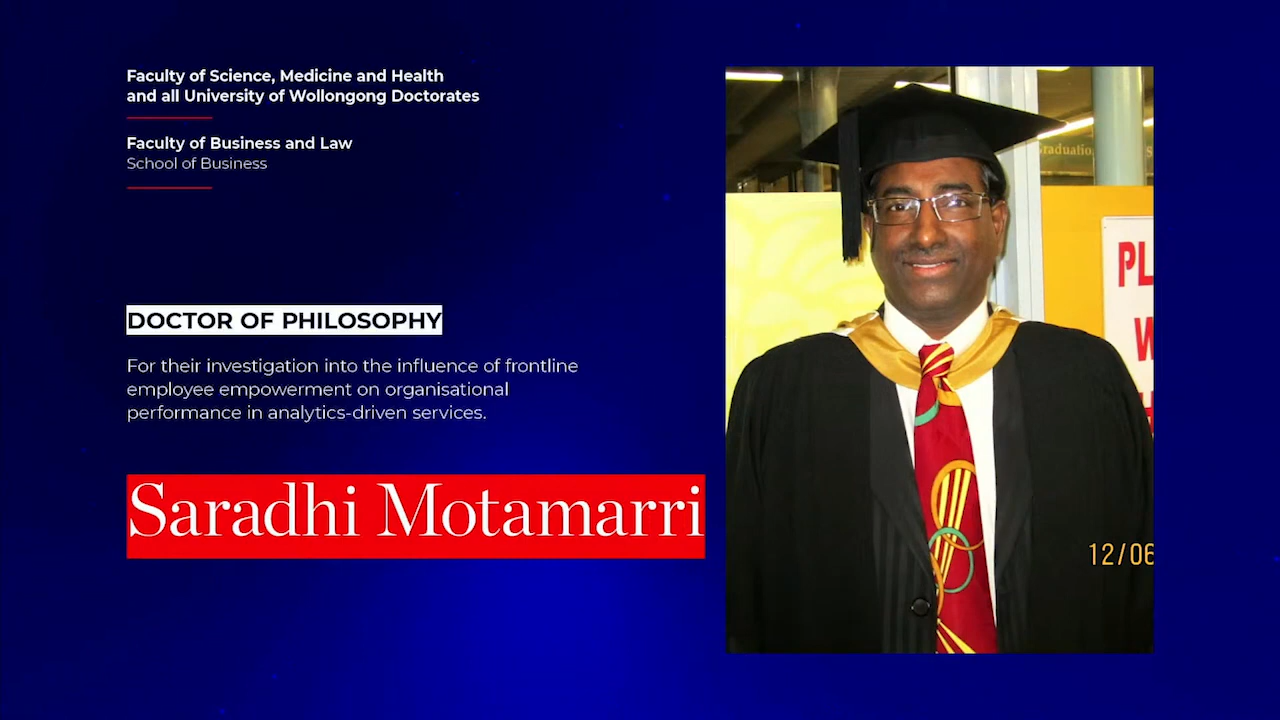 Faculty of Science, Medicine and Health
and all University of Wollongong Doctorates
Faculty of Business and Law
School of Business
DOCTOR OF PHILOSOPHY
For their investigation into the influence of frontline
employee empowerment on organisational
performance in analytics-driven services.
Saradhi Motamarri
PL
W
12/06